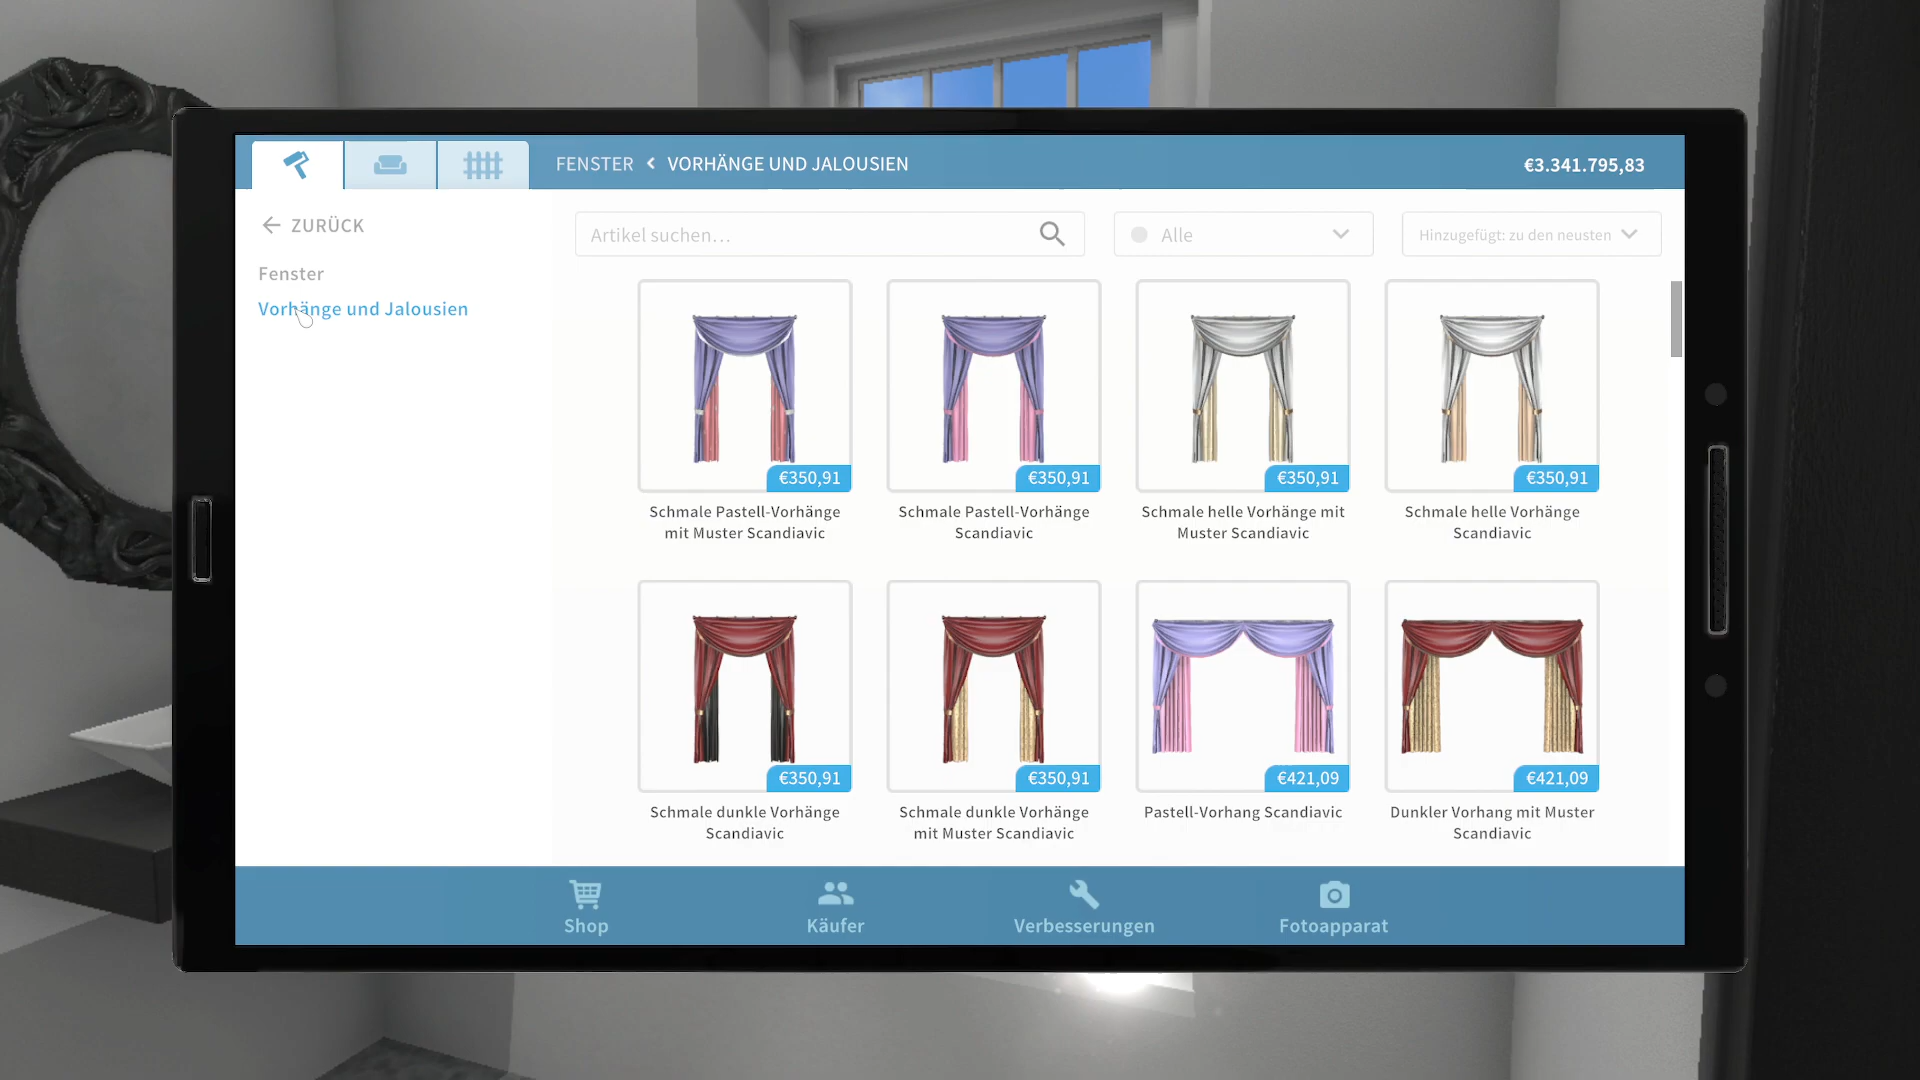 FENSTER < VORHÄNGE UND JALOUSIEN
€3.341.795,83
ZURÜCK
Fenster
Vorhänge und Jalousien
Artikel suchen...
Alle
Hinzugefügt: zu den neusten
€350,91
€350,91
€350,91
€350,91
Schmale Pastell-Vorhänge
mit Muster Scandiavic
Schmale Pastell-Vorhänge
Scandiavic
Schmale helle Vorhänge mit
Muster Scandiavic
Schmale helle Vorhänge
Scandiavic
€350,91
€350,91
€421,09
€421,09
Schmale dunkle Vorhänge
Scandiavic
Schmale dunkle Vorhänge
mit Muster Scandiavic
Pastell-Vorhang Scandiavic
Dunkler Vorhang mit Muster
Scandiavic
Shop
Käufer
Verbesserungen
Fotoapparat